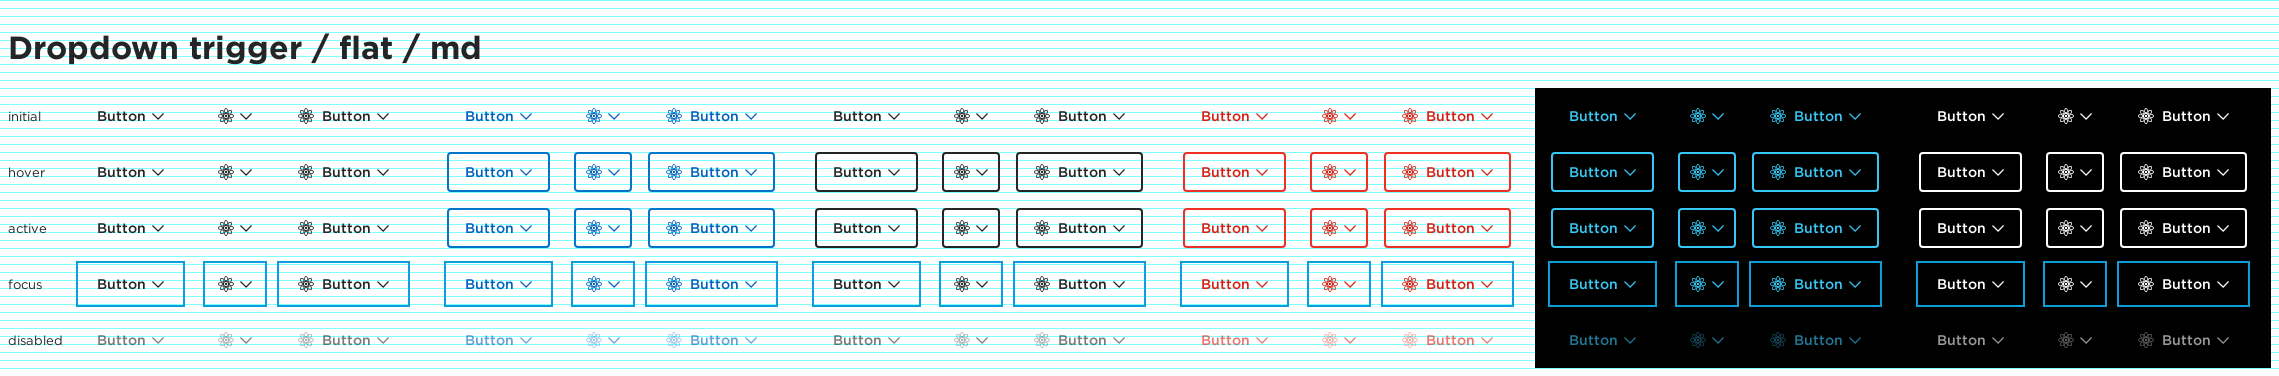 Dropdown trigger / flat / md
initial Button Button Button Button Button Button Button Button Button Button Button Button
hover Button Button Button Button Button Button Button Button Button Button Button Button
active Button Button Button Button Button Button Button Button Button Button Button Button
focus Button Button Button Button Button Button Button Button Button Button Button Button
disabled Button Button Button Button Button Button Button Button Button Button Button Button